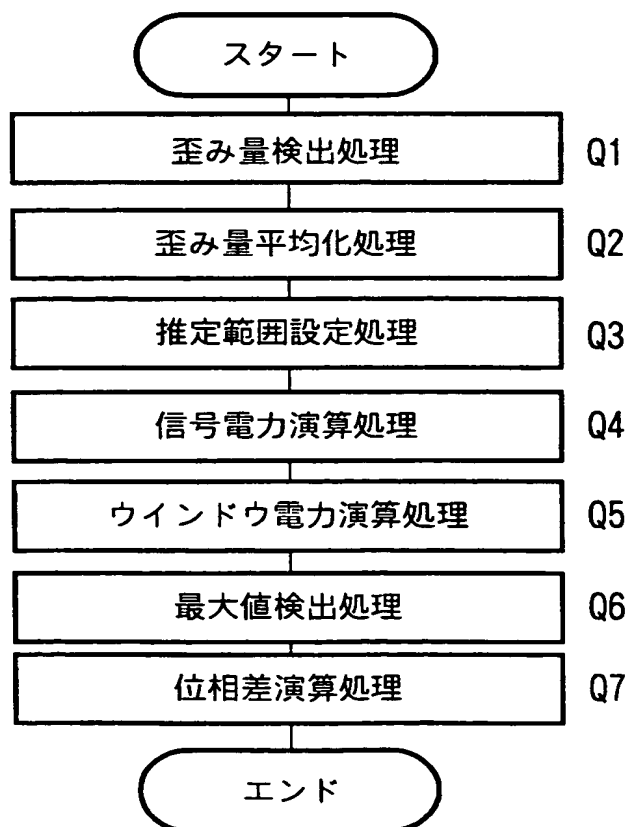 スタート
歪み量検出処理 Q1
歪み量平均化処理 Q2
推定範囲設定処理 Q3
信号電力演算処理 Q4
ウインドウ電力演算処理 Q5
最大値検出処理 Q6
位相差演算処理 Q7
エンド